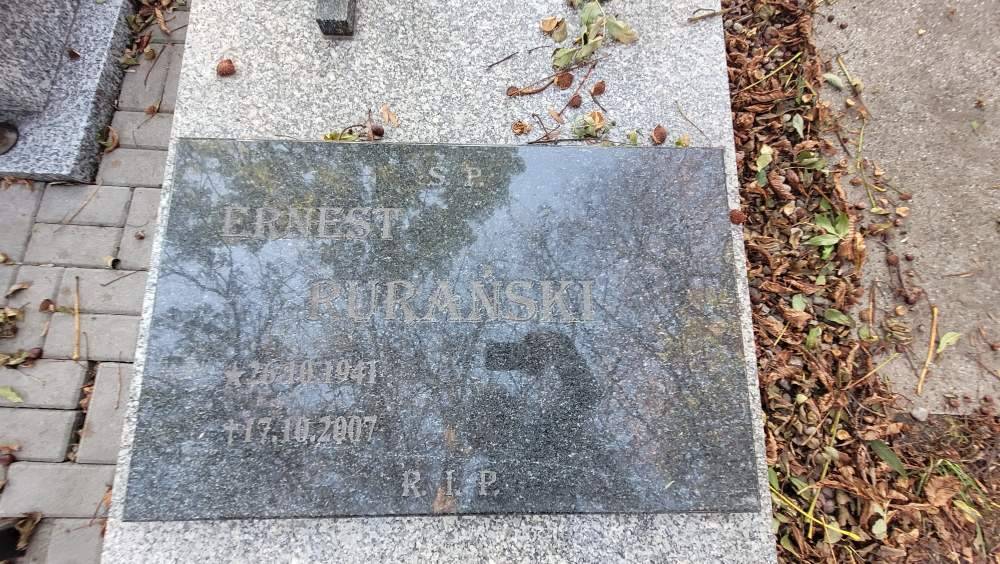 Ś. P.
ERNEST
PURAŃSKI
★26.10.1941
†17.10.2007
R. I. P.